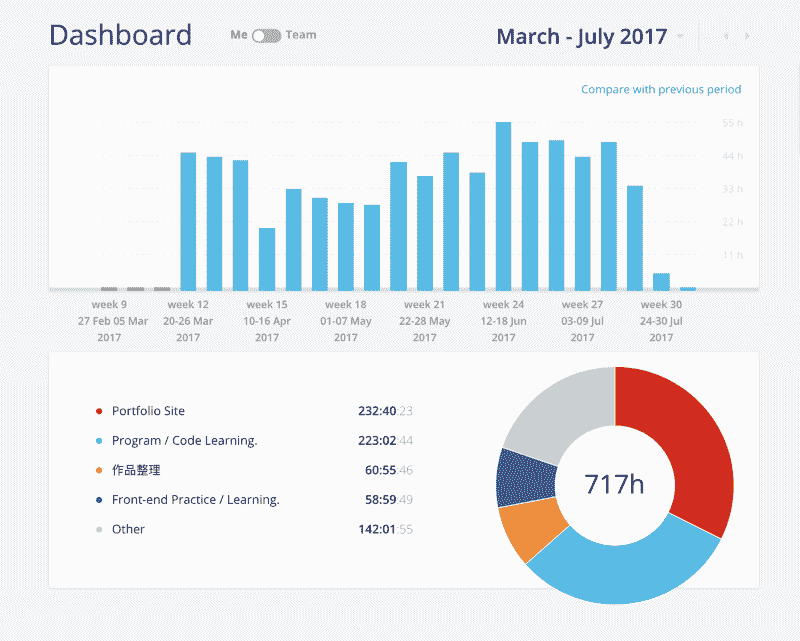 Dashboard
Me Team
March - July 2017
Compare with previous period
55 h
44 h
33 h
22 h
11 h
week 9 week 12 week 15 week 18 week 21 week 24 week 27 week 30
27 Feb 05 Mar 20-26 Mar 10-16 Apr 01-07 May 22-28 May 12-18 Jun 03-09 Jul 24-30 Jul
2017 2017 2017 2017 2017 2017 2017 2017
Portfolio Site 232:40:23
Program / Code Learning. 223:02:44
作品整理 60:55:46
Front-end Practice / Learning. 58:59:49
Other 142:01:55
717h